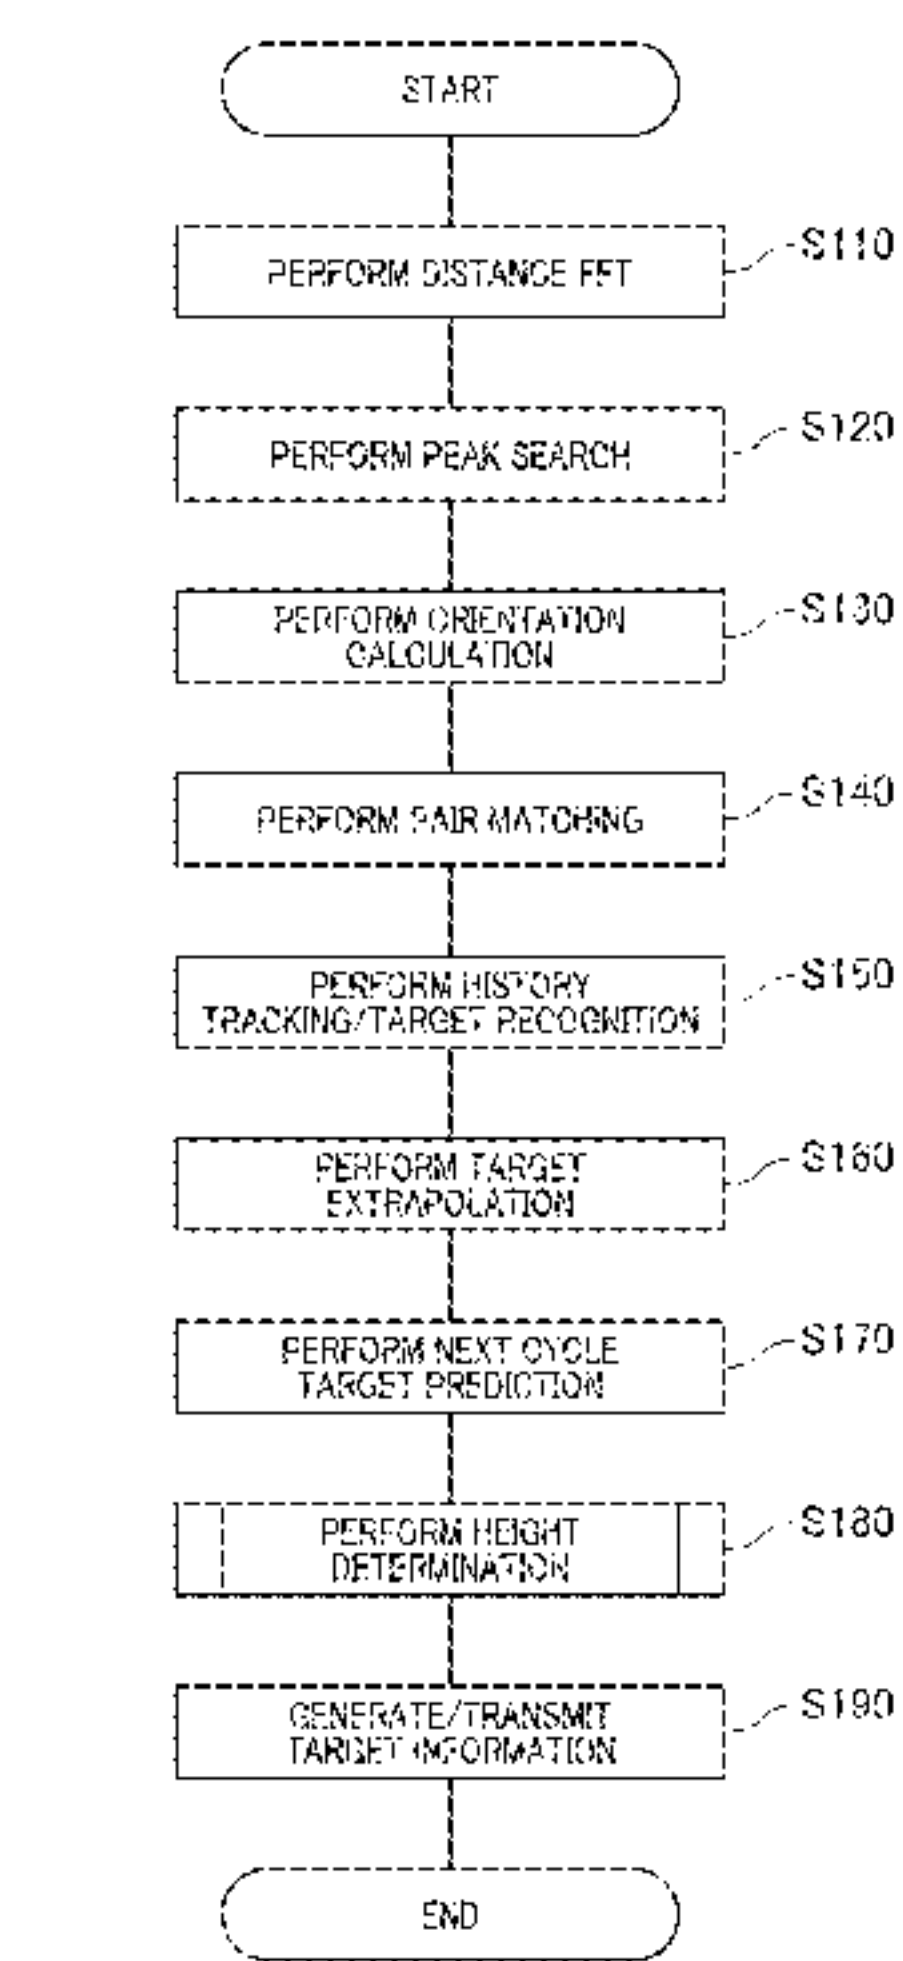 START
PERFORM DISTANCE FFT
S110
PERFORM PEAK SEARCH
S120
PERFORM ORIENTATION
CALCULATION
S130
PERFORM PAIR MATCHING
S140
PERFORM HISTORY
TRACKING/TARGET RECOGNITION
S150
PERFORM TARGET
EXTRAPOLATION
S160
PERFORM NEXT CYCLE
TARGET PREDICTION
S170
PERFORM HEIGHT
DETERMINATION
S180
GENERATE/TRANSMIT
TARGET INFORMATION
S190
END